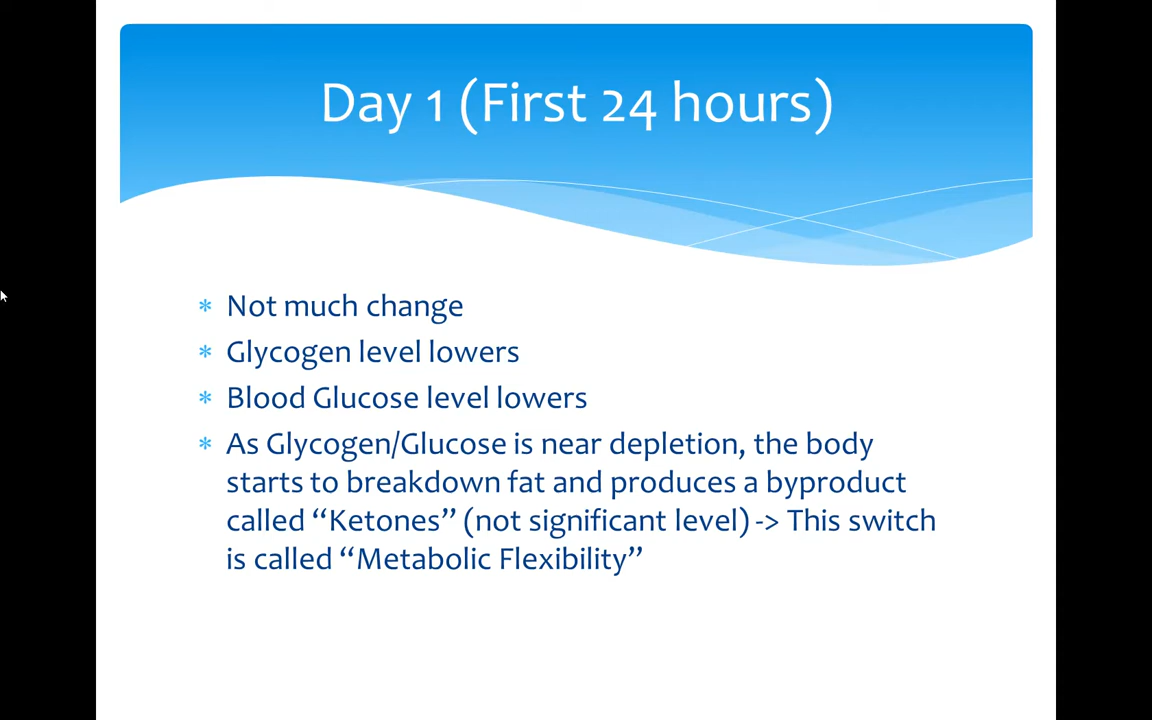 Day 1 (First 24 hours)
* Not much change
* Glycogen level lowers
* Blood Glucose level lowers
* As Glycogen/Glucose is near depletion, the body
starts to breakdown fat and produces a byproduct
called “Ketones” (not significant level) -> This switch
is called “Metabolic Flexibility”